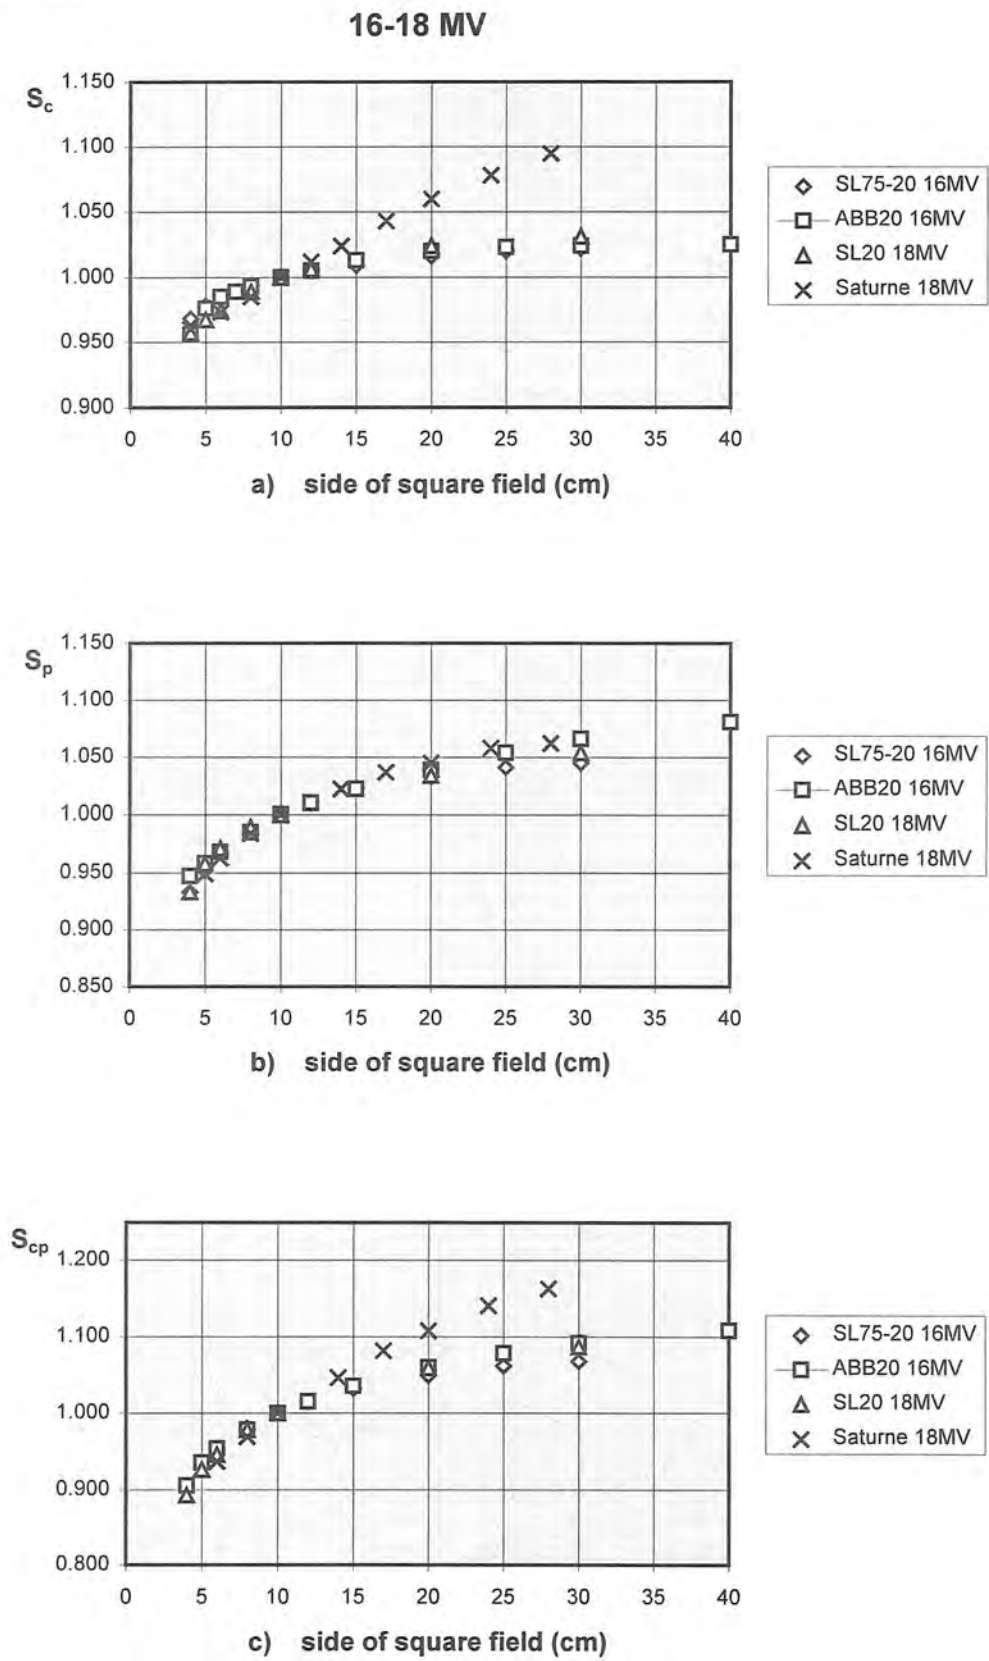 16-18 MV
Sc
1.150
1.100
1.050
1.000
0.950
0.900
0 5 10 15 20 25 30 35 40
a) side of square field (cm)
SL75-20 16MV
ABB20 16MV
SL20 18MV
Saturne 18MV
Sp
1.150
1.100
1.050
1.000
0.950
0.900
0.850
0 5 10 15 20 25 30 35 40
b) side of square field (cm)
SL75-20 16MV
ABB20 16MV
SL20 18MV
Saturne 18MV
Scp
1.200
1.100
1.000
0.900
0.800
0 5 10 15 20 25 30 35 40
c) side of square field (cm)
SL75-20 16MV
ABB20 16MV
SL20 18MV
Saturne 18MV